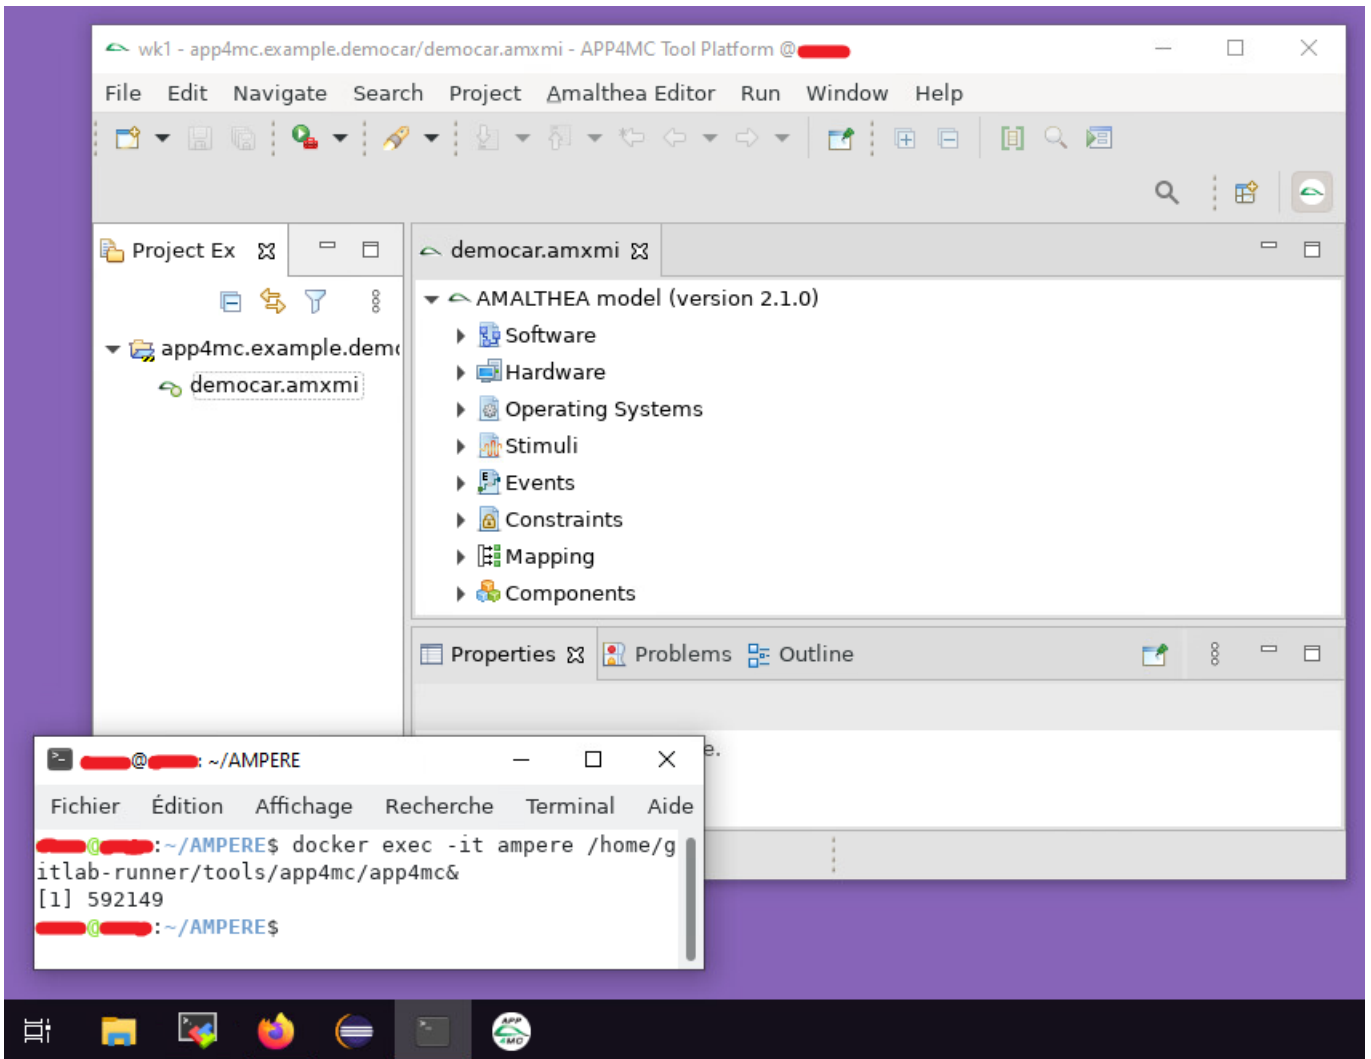 wk1 - app4mc.example.democar/democar.amxmi - APP4MC Tool Platform @
File Edit Navigate Search Project Amalthea Editor Run Window Help
Project Ex
democar.amxmi
AMALTHEA model (version 2.1.0)
app4mc.example.demo
democar.amxmi
Software
Hardware
Operating Systems
Stimuli
Events
Constraints
Mapping
Components
Properties Problems Outline
e.
@ : ~/AMPERE
Fichier Édition Affichage Recherche Terminal Aide
@ :~/AMPERE$ docker exec -it ampere /home/g
itlab-runner/tools/app4mc/app4mc&
[1] 592149
@ :~/AMPERE$
APP
4MC